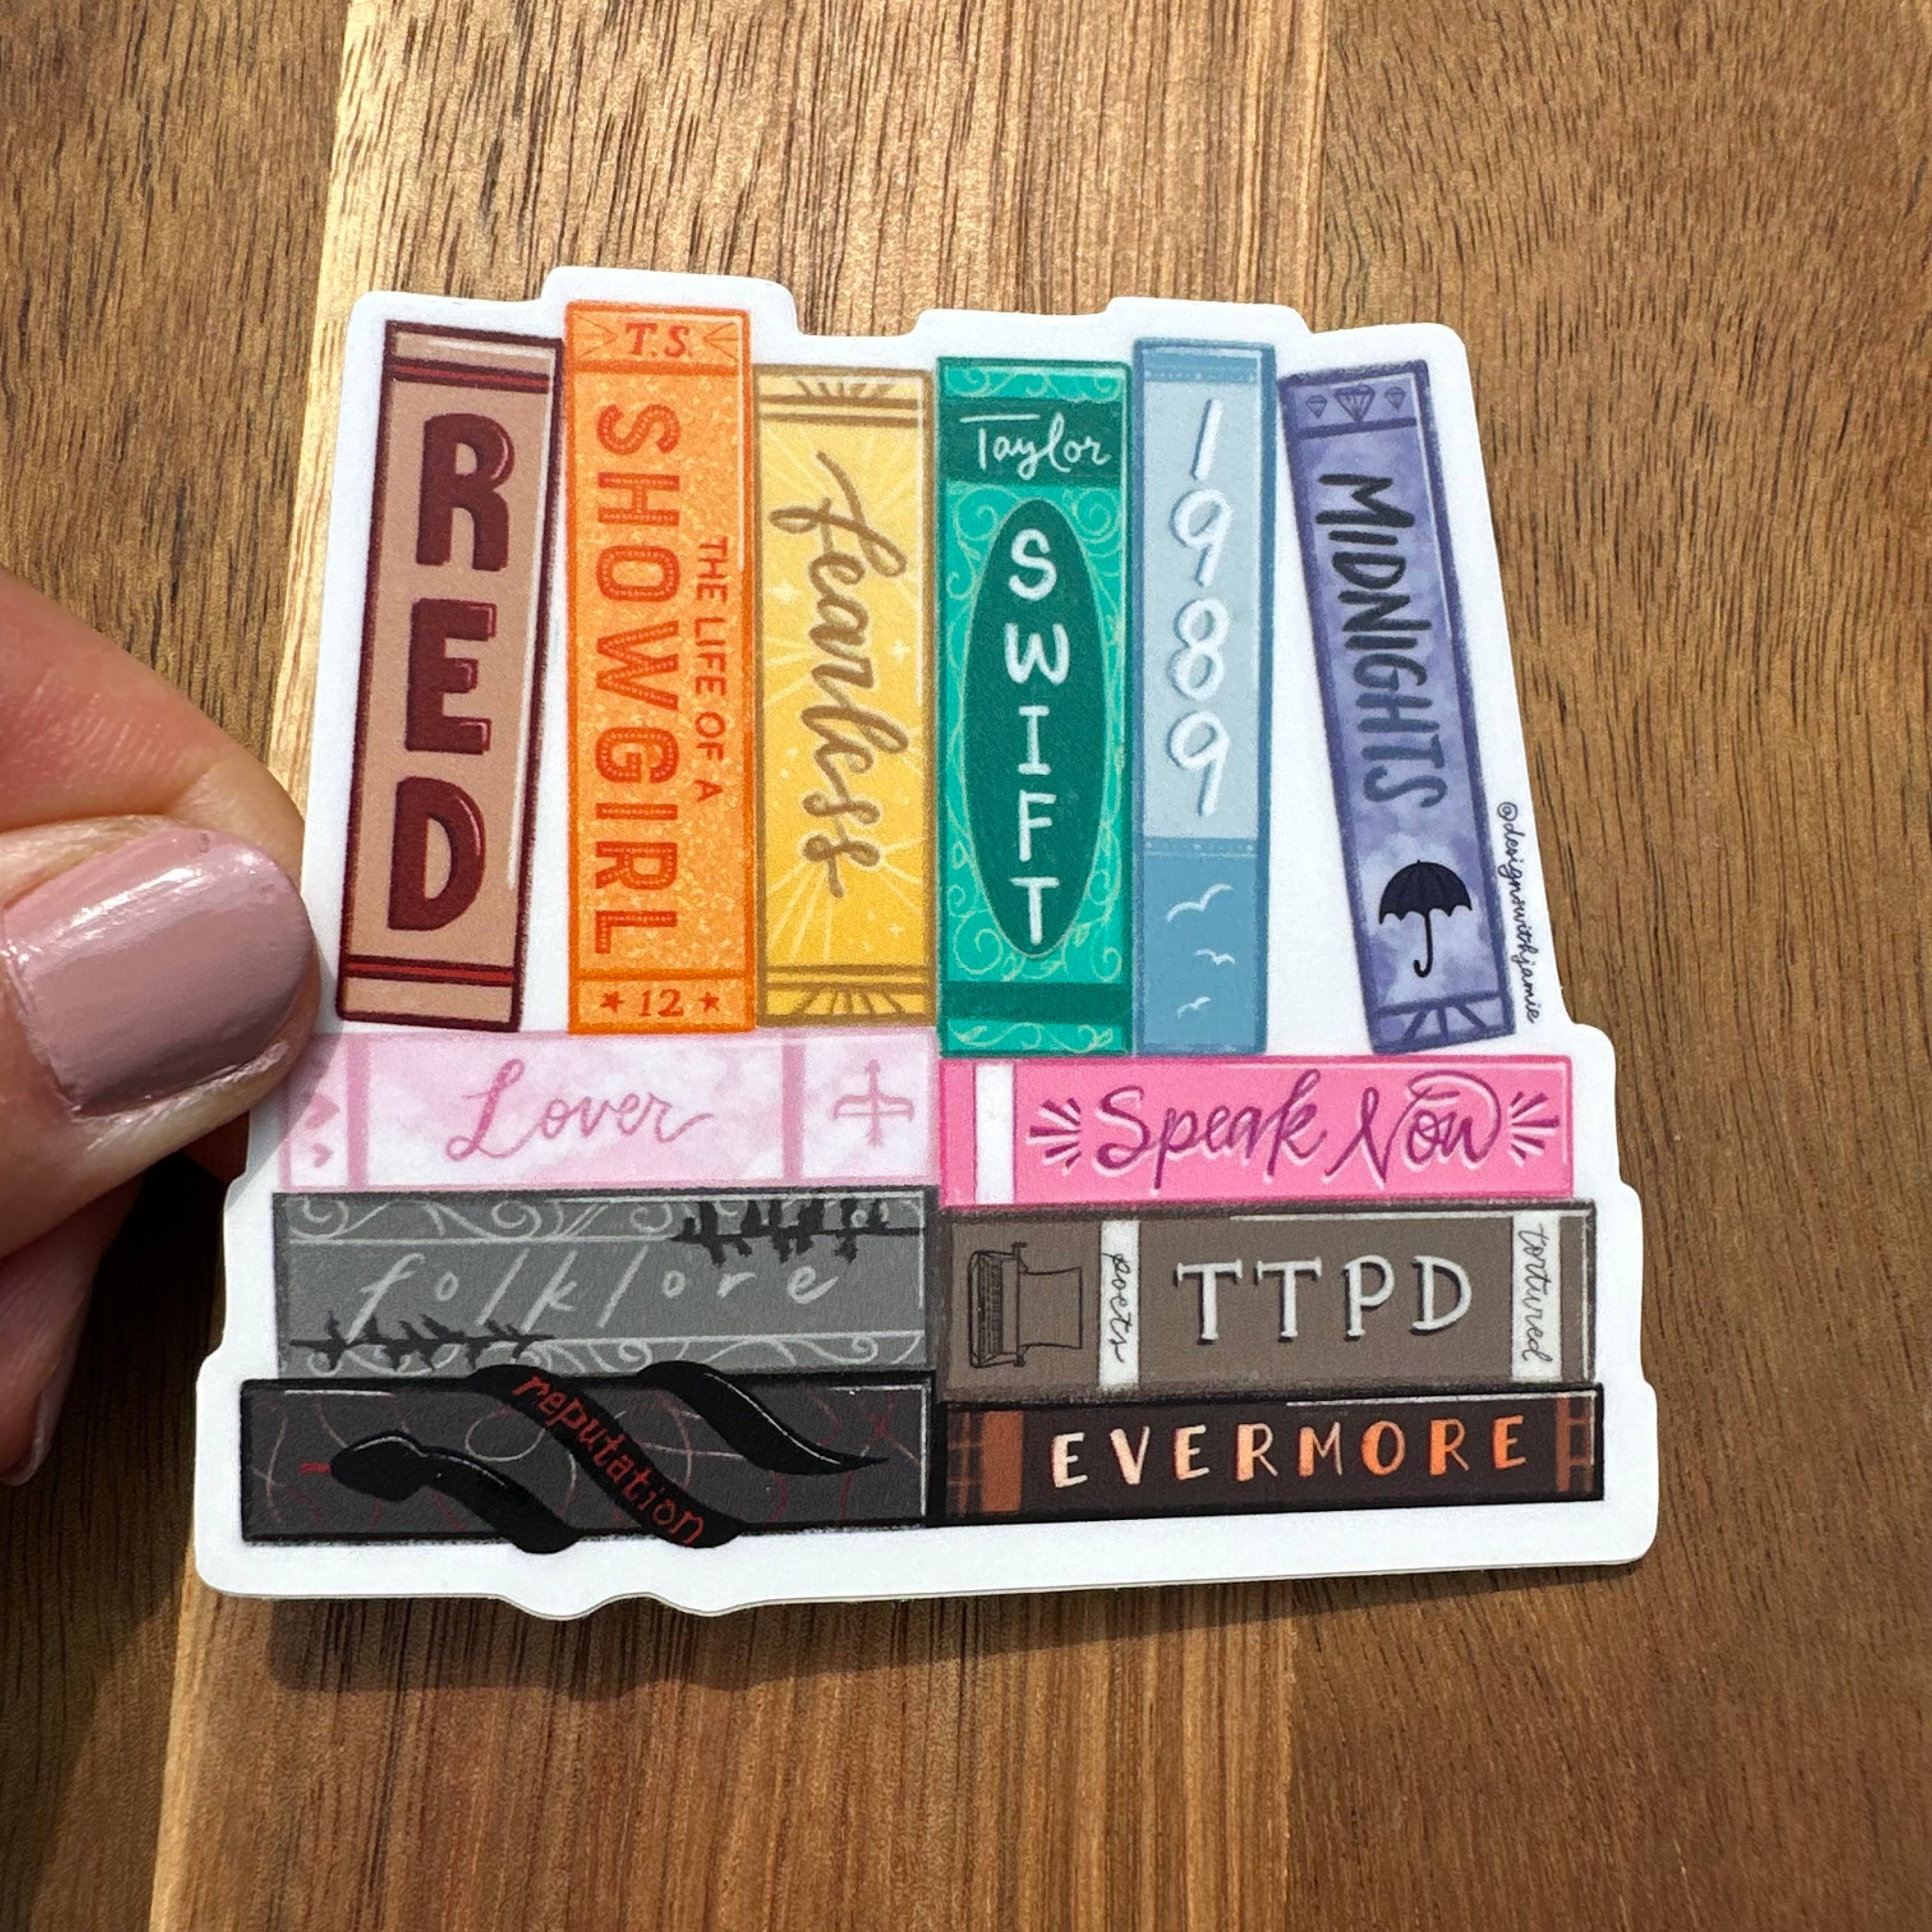 RED
T.S.
THE LIFE OF A
SHOWGIRL
12
fearless
Taylor
SWIFT
1989
MIDNIGHTS
@designswithjamie
Lover
Speak Now
folklore
poets
TTPD
tortured
reputation
EVERMORE